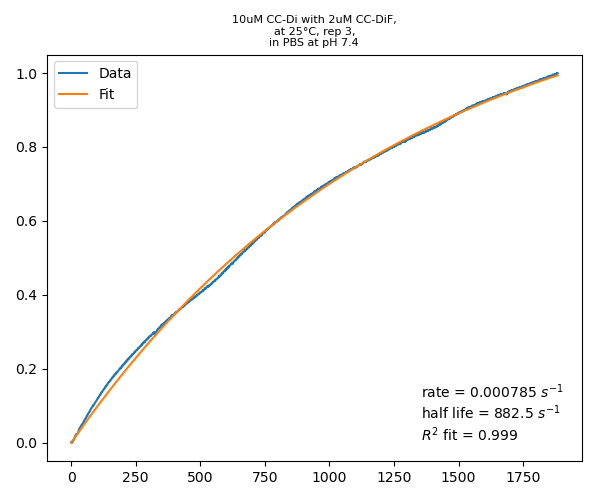 10uM CC-Di with 2uM CC-DiF,
at 25°C, rep 3,
in PBS at pH 7.4
Data
Fit
1.0
0.8
0.6
0.4
0.2
0.0
rate = 0.000785 s⁻¹
half life = 882.5 s⁻¹
R² fit = 0.999
0 250 500 750 1000 1250 1500 1750